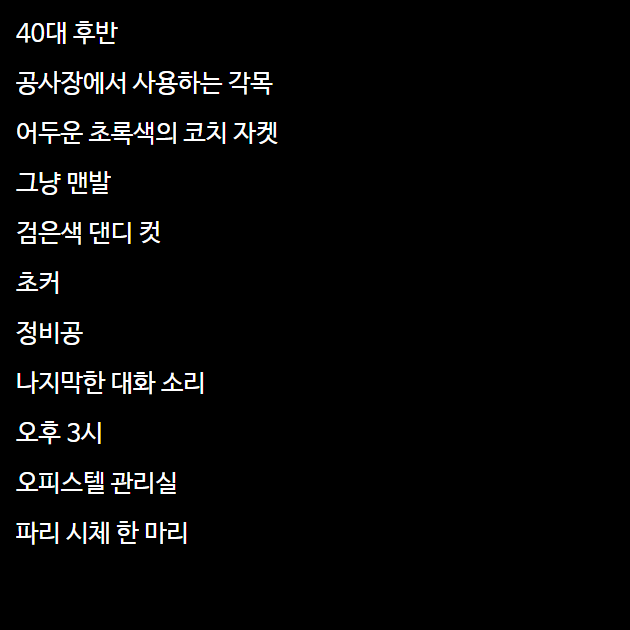 40대 후반
공사장에서 사용하는 각목
어두운 초록색의 코치 자켓
그냥 맨발
검은색 댄디 컷
초커
정비공
나지막한 대화 소리
오후 3시
오피스텔 관리실
파리 시체 한 마리